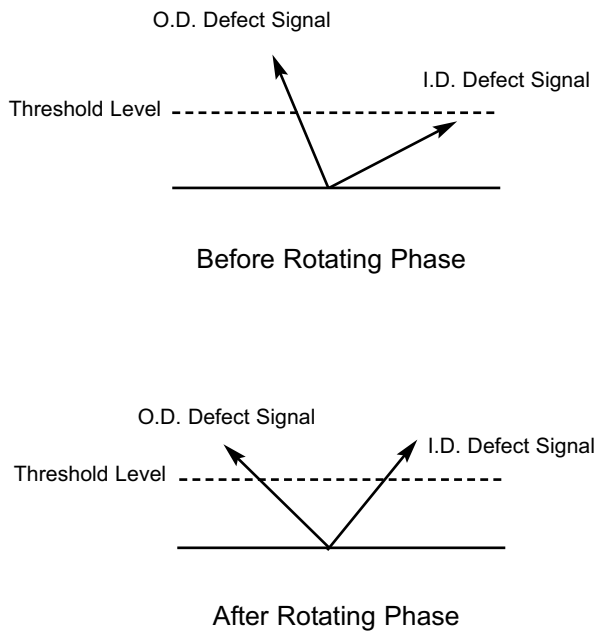 O.D. Defect Signal
I.D. Defect Signal
Threshold Level
Before Rotating Phase
O.D. Defect Signal
I.D. Defect Signal
Threshold Level
After Rotating Phase